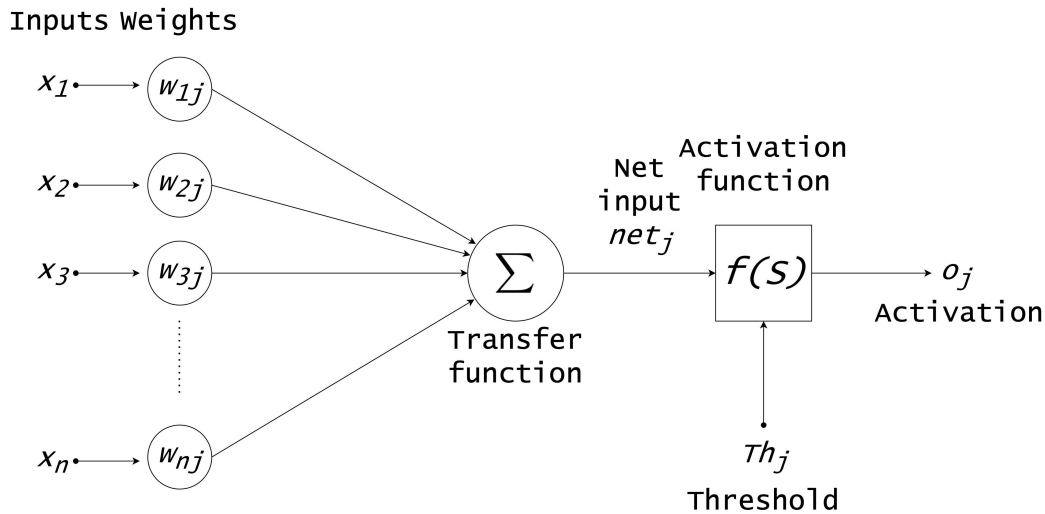 Inputs Weights
x1 w1j
x2 w2j
x3 w3j
xn wnj
∑
Transfer
function
Net
input
netj
Activation
function
f(S)
oj
Activation
Thj
Threshold